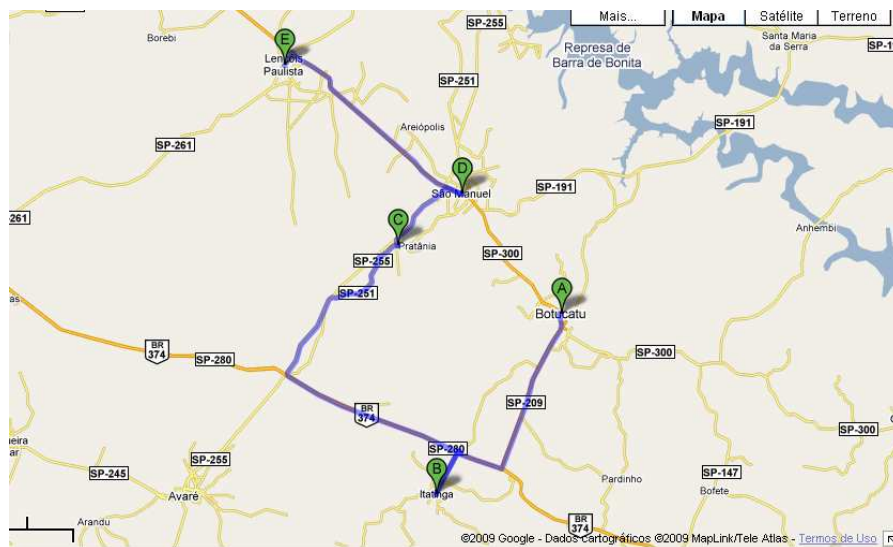 Mais...
Mapa
Satélite
Terreno
Borebi
SP-255
Represa de
Barra de Bonita
Santa Maria
da Serra
E
Lençóis
Paulista
SP-251
SP-191
Areiópolis
SP-261
D
São Manuel
SP-191
261
C
Pratânia
Anhembi
SP-255
SP-300
SP-251
A
Botucatu
BR
374
SP-280
SP-300
BR
374
SP-209
SP-300
SP-280
SP-245
SP-255
B
Itatinga
SP-147
Pardinho
Bofete
Avaré
Arandu
BR
374
©2009 Google - Dados cartográficos ©2009 MapLink/Tele Atlas - Termos de Uso